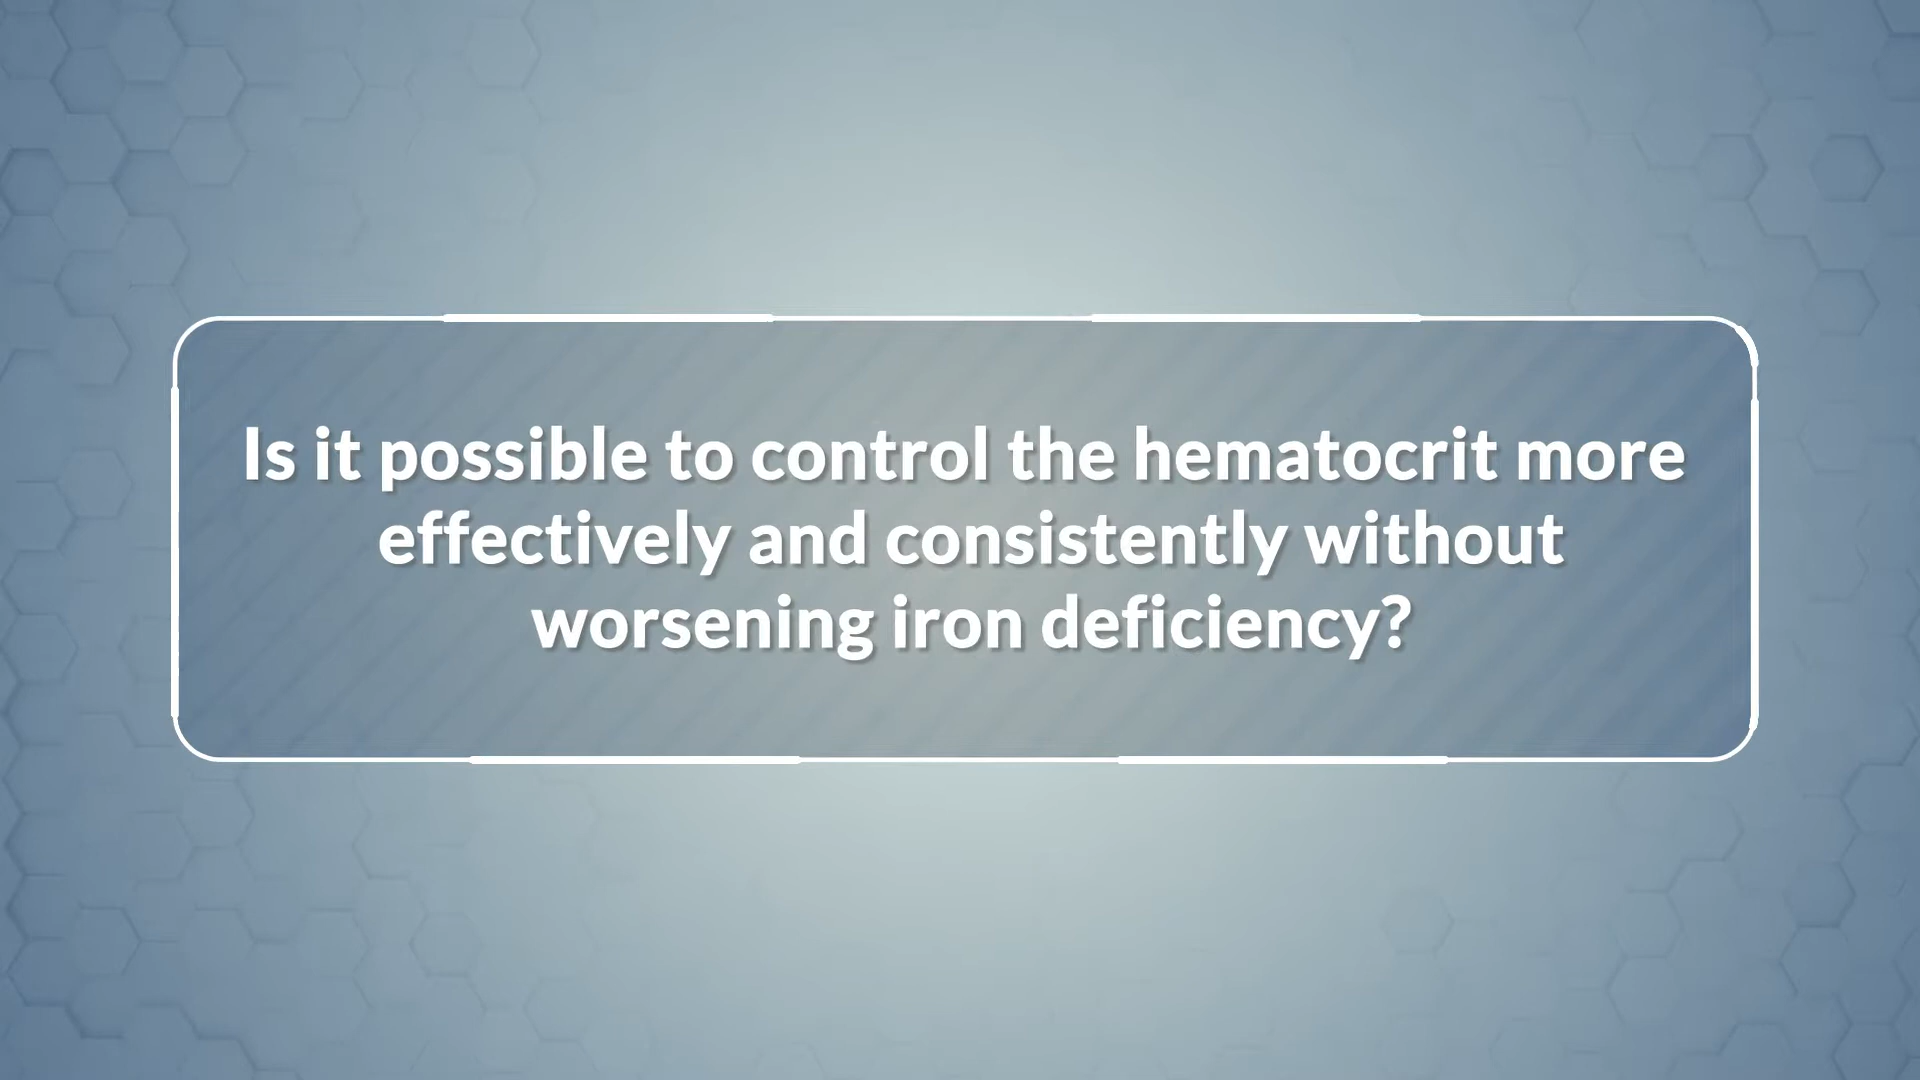 Is it possible to control the hematocrit more
effectively and consistently without
worsening iron deficiency?